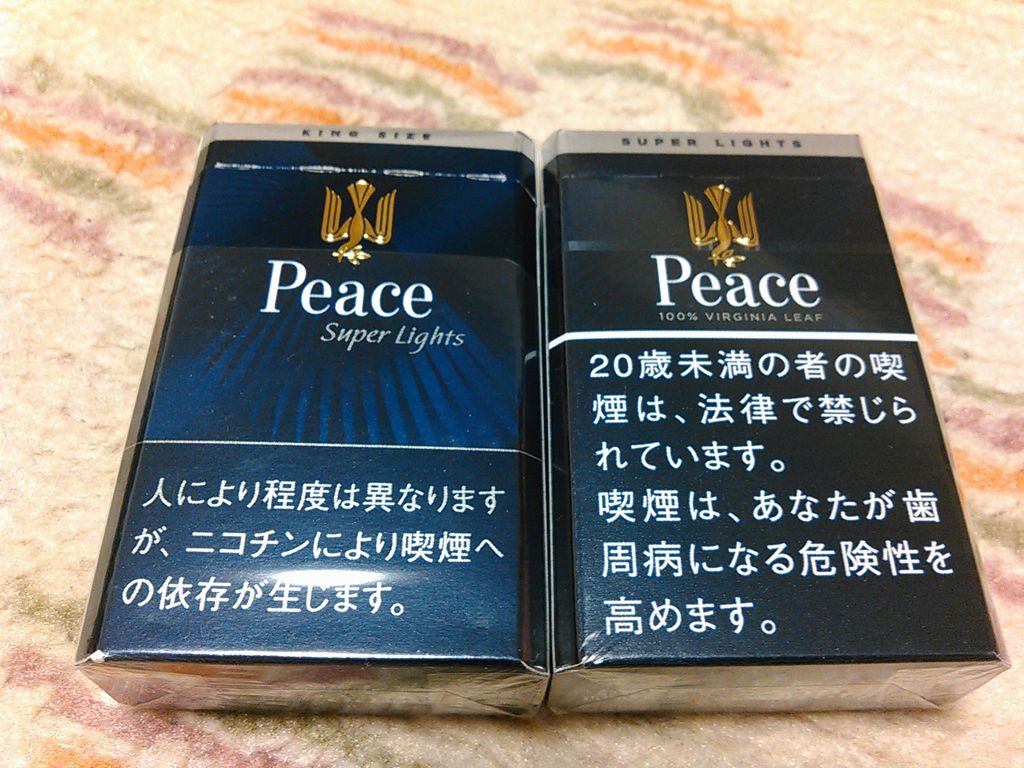 KING SIZE
Peace
Super Lights
人により程度は異なります
が、ニコチンにより喫煙へ
の依存が生じます。
SUPER LIGHTS
Peace
100% VIRGINIA LEAF
20歳未満の者の喫
煙は、法律で禁じら
れています。
喫煙は、あなたが歯
周病になる危険性を
高めます。